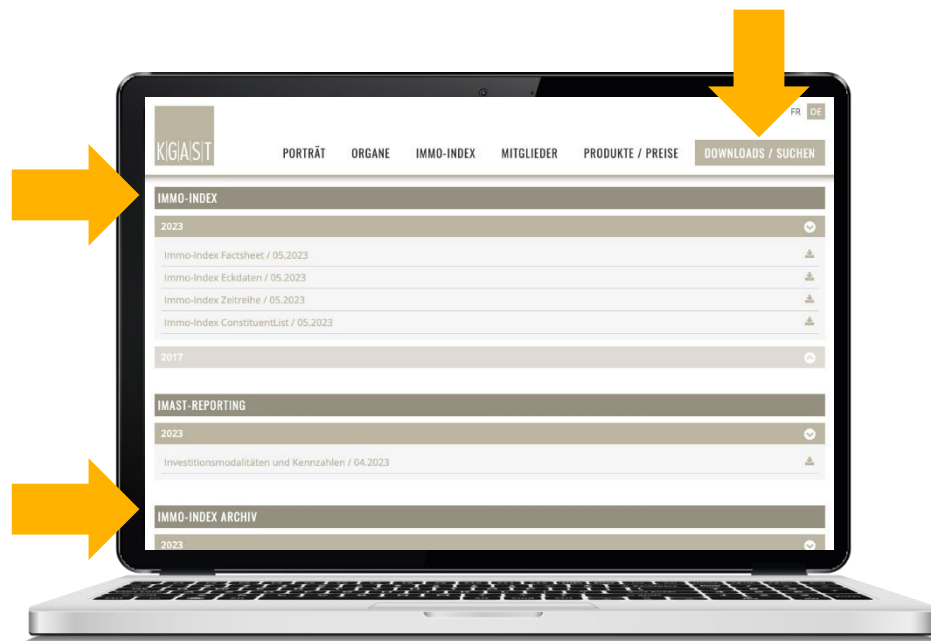 FR DE
K|G|A|S|T
PORTRÄT ORGANE IMMO-INDEX MITGLIEDER PRODUKTE / PREISE DOWNLOADS / SUCHEN
IMMO-INDEX
2023
Immo-Index Factsheet / 05.2023
Immo-Index Eckdaten / 05.2023
Immo-Index Zeitreihe / 05.2023
Immo-Index ConstituentList / 05.2023
2017
IMAST-REPORTING
2023
Investitionsmodalitäten und Kennzahlen / 04.2023
IMMO-INDEX ARCHIV
2023